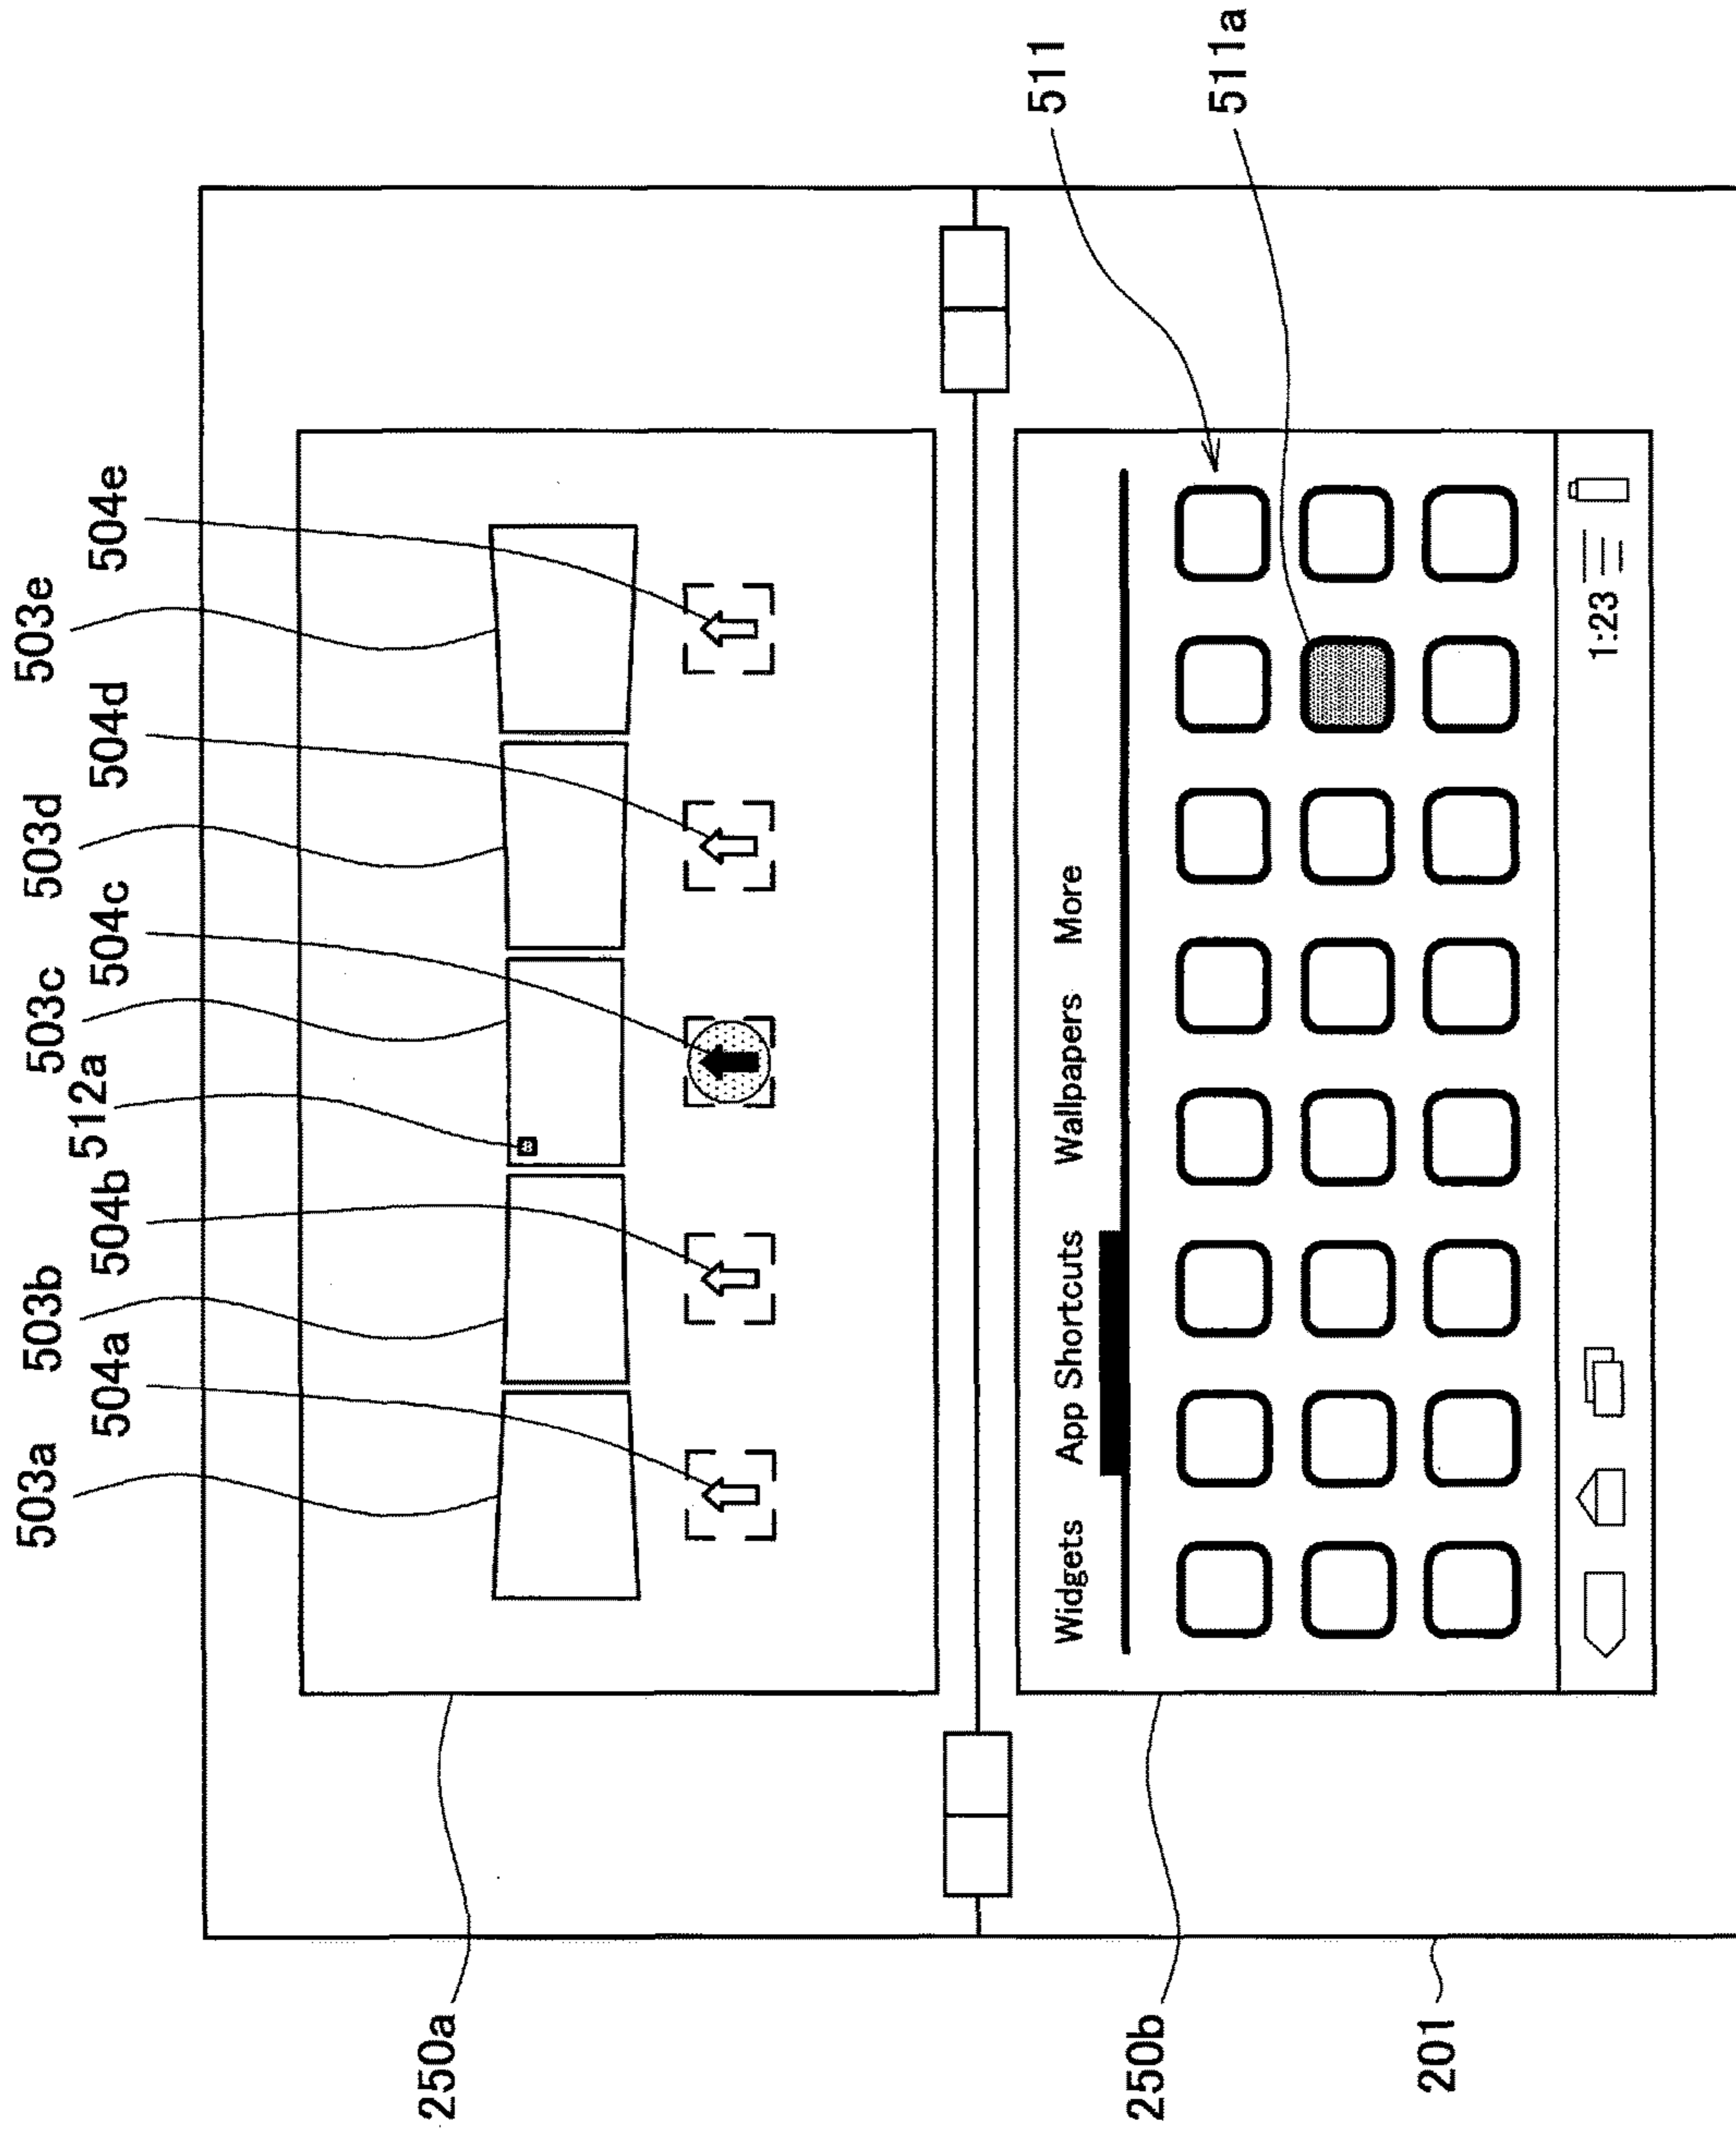 503a
503b
503c
503d
503e
504a
504b
512a
504c
504d
504e
250a
250b
201
511
511a
Widgets App Shortcuts Wallpapers More
1:23